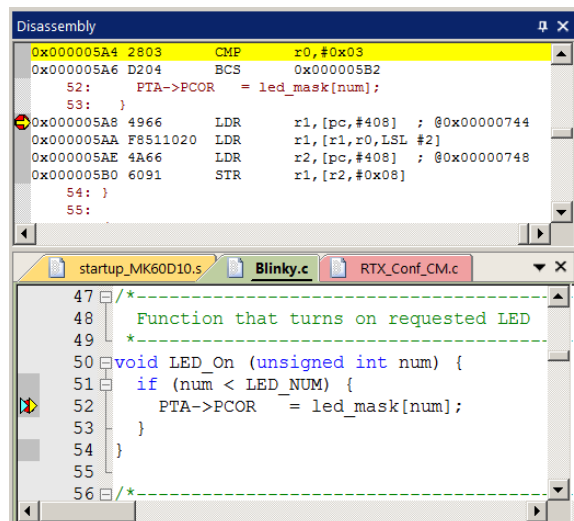 Disassembly
0x000005A4 2803 CMP r0,#0x03
0x000005A6 D204 BCS 0x000005B2
52: PTA->PCOR = led_mask[num];
53: }
0x000005A8 4966 LDR r1,[pc,#408] ; @0x00000744
0x000005AA F8511020 LDR r1,[r1,r0,LSL #2]
0x000005AE 4A66 LDR r2,[pc,#408] ; @0x00000748
0x000005B0 6091 STR r1,[r2,#0x08]
54: }
55:
startup_MK60D10.s Blinky.c RTX_Conf_CM.c
47 /*----------------------------------------
48 Function that turns on requested LED
49 *----------------------------------------
50 void LED_On (unsigned int num) {
51 if (num < LED_NUM) {
52 PTA->PCOR = led_mask[num];
53 }
54 }
55
56 /*----------------------------------------